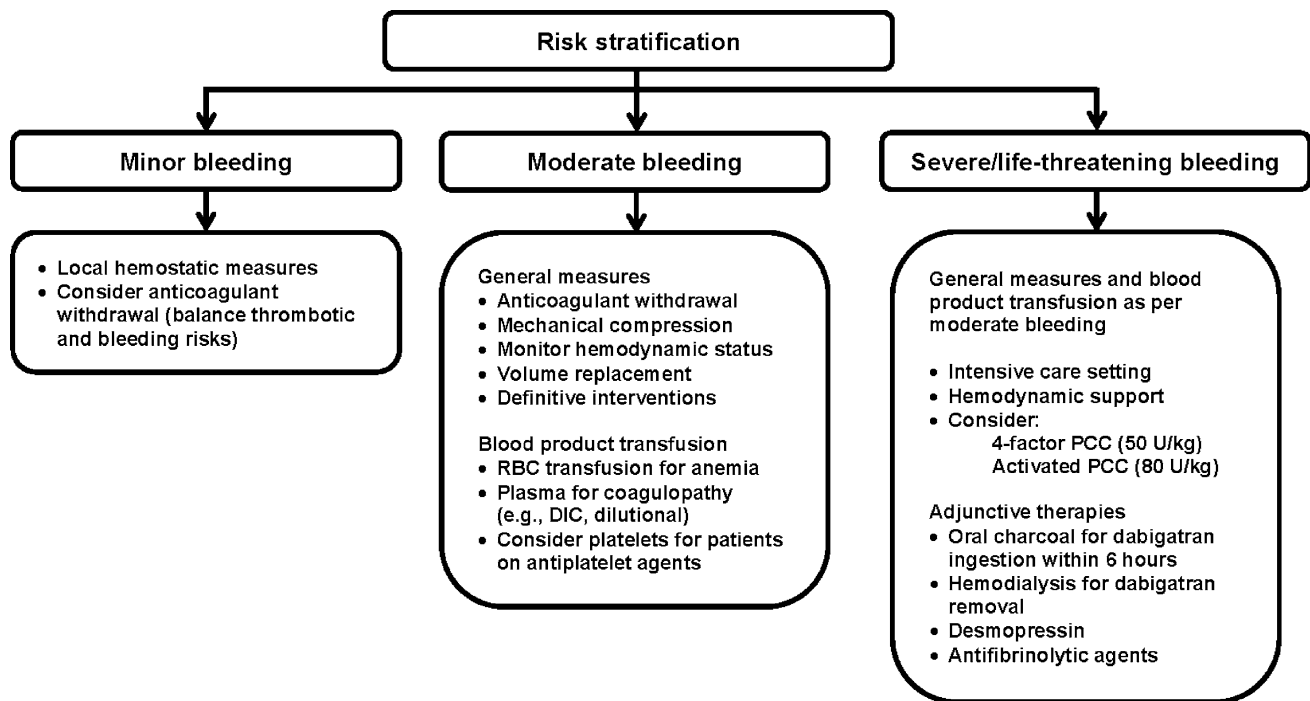 Risk stratification
Minor bleeding
Moderate bleeding
Severe/life-threatening bleeding
• Local hemostatic measures
• Consider anticoagulant
withdrawal (balance thrombotic
and bleeding risks)
General measures
• Anticoagulant withdrawal
• Mechanical compression
• Monitor hemodynamic status
• Volume replacement
• Definitive interventions
Blood product transfusion
• RBC transfusion for anemia
• Plasma for coagulopathy
(e.g., DIC, dilutional)
• Consider platelets for patients
on antiplatelet agents
General measures and blood
product transfusion as per
moderate bleeding
• Intensive care setting
• Hemodynamic support
• Consider:
4-factor PCC (50 U/kg)
Activated PCC (80 U/kg)
Adjunctive therapies
• Oral charcoal for dabigatran
ingestion within 6 hours
• Hemodialysis for dabigatran
removal
• Desmopressin
• Antifibrinolytic agents